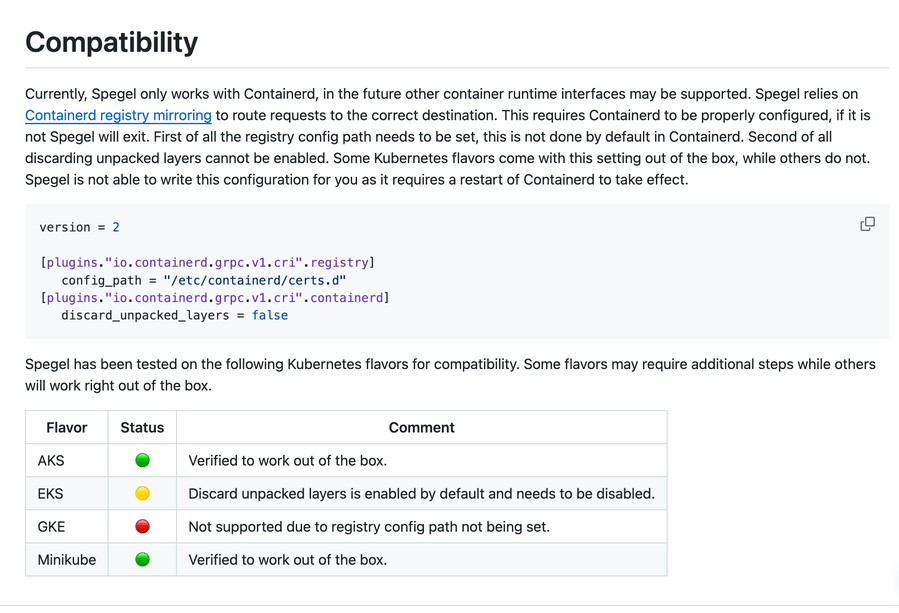 Compatibility
Currently, Spegel only works with Containerd, in the future other container runtime interfaces may be supported. Spegel relies on
Containerd registry mirroring to route requests to the correct destination. This requires Containerd to be properly configured, if it is
not Spegel will exit. First of all the registry config path needs to be set, this is not done by default in Containerd. Second of all
discarding unpacked layers cannot be enabled. Some Kubernetes flavors come with this setting out of the box, while others do not.
Spegel is not able to write this configuration for you as it requires a restart of Containerd to take effect.
version = 2
[plugins."io.containerd.grpc.v1.cri".registry]
   config_path = "/etc/containerd/certs.d"
[plugins."io.containerd.grpc.v1.cri".containerd]
   discard_unpacked_layers = false
Spegel has been tested on the following Kubernetes flavors for compatibility. Some flavors may require additional steps while others
will work right out of the box.
Flavor Status Comment
AKS Verified to work out of the box.
EKS Discard unpacked layers is enabled by default and needs to be disabled.
GKE Not supported due to registry config path not being set.
Minikube Verified to work out of the box.